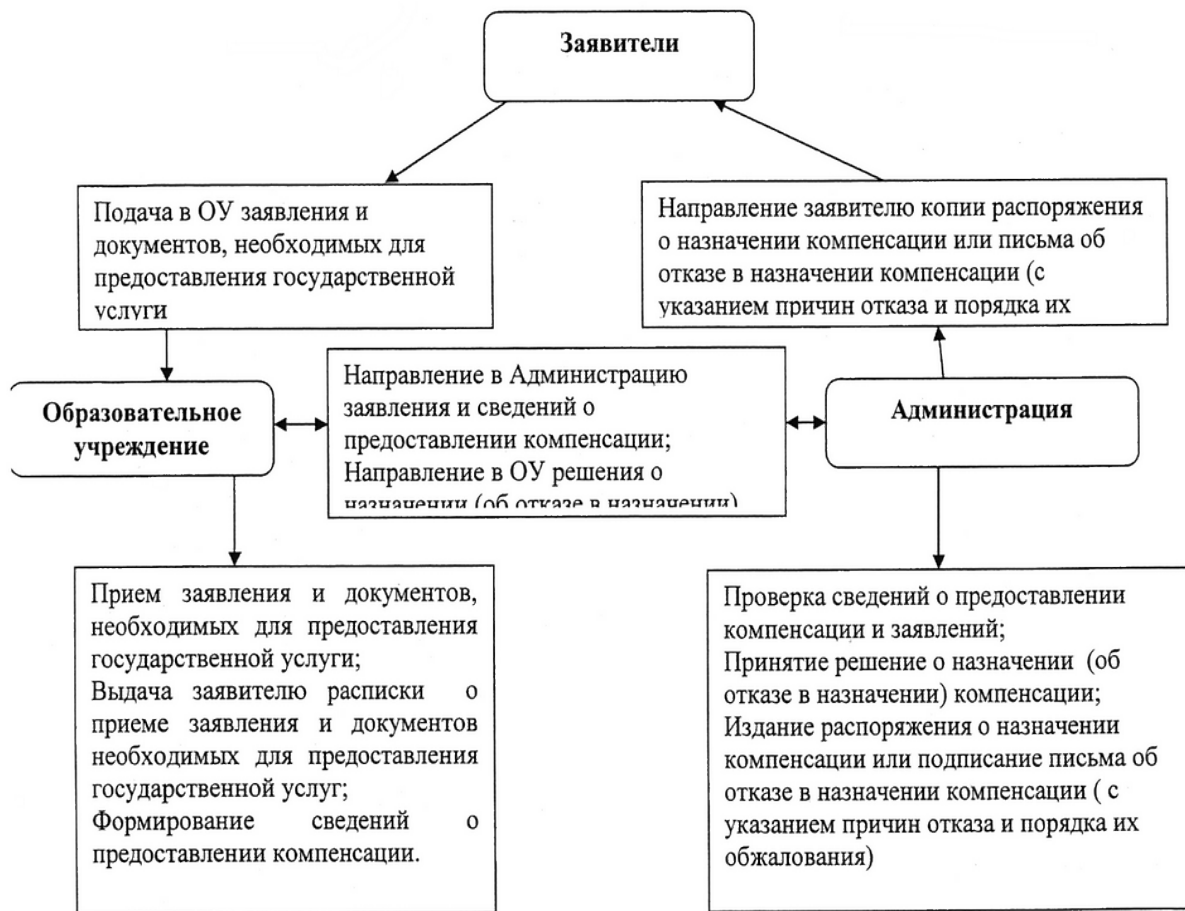 Заявители
Подача в ОУ заявления и
документов, необходимых для
предоставления государственной
услуги
Направление заявителю копии распоряжения
о назначении компенсации или письма об
отказе в назначении компенсации (с
указанием причин отказа и порядка их
Образовательное
учреждение
Направление в Администрацию
заявления и сведений о
предоставлении компенсации;
Направление в ОУ решения о
назначении (об отказе в назначении)
Администрация
Прием заявления и документов,
необходимых для предоставления
государственной услуги;
Выдача заявителю расписки о
приеме заявления и документов
необходимых для предоставления
государственной услуг;
Формирование сведений о
предоставлении компенсации.
Проверка сведений о предоставлении
компенсации и заявлений;
Принятие решение о назначении (об
отказе в назначении) компенсации;
Издание распоряжения о назначении
компенсации или подписание письма об
отказе в назначении компенсации ( с
указанием причин отказа и порядка их
обжалования)